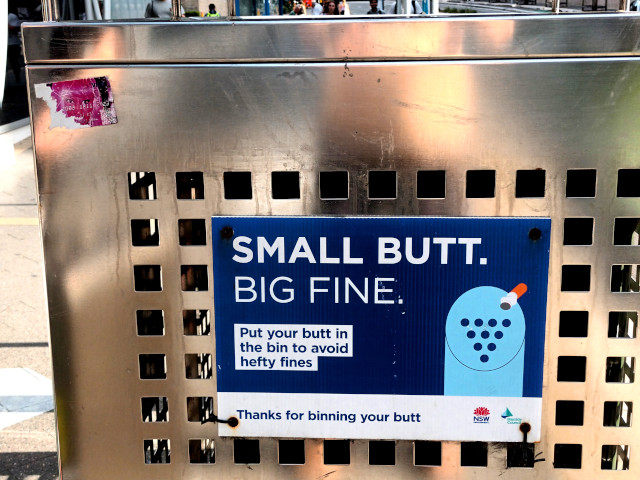 SMALL BUTT.
BIG FINE.
Put your butt in
the bin to avoid
hefty fines
Thanks for binning your butt
NSW